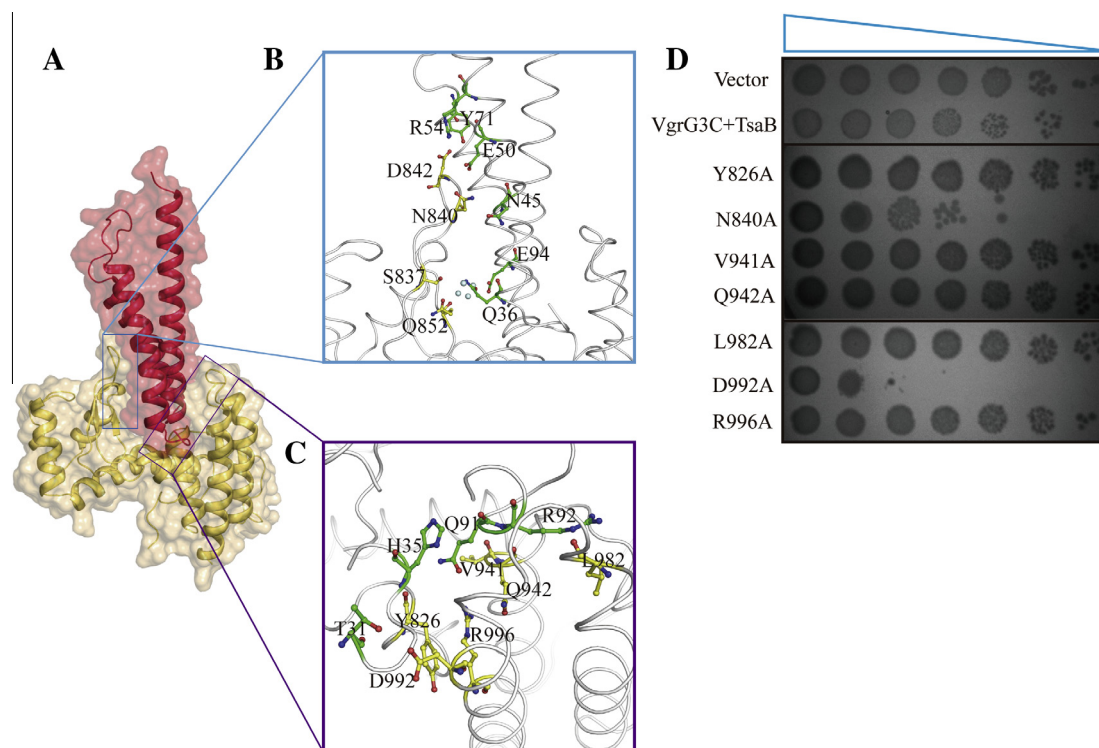 A
B
R54
Y71
E50
D842
N840
N45
S837
E94
Q852
Q36
C
Q91
R92
H35
V941
L982
Q942
T31
Y826
R996
D992
D
Vector
VgrG3C+TsaB
Y826A
N840A
V941A
Q942A
L982A
D992A
R996A